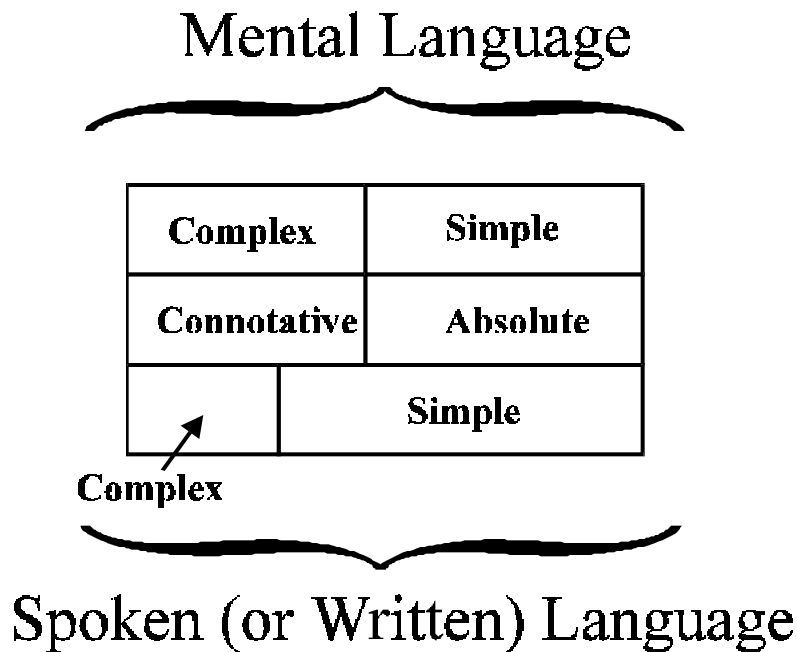 Mental Language
Complex Simple
Connotative Absolute
Simple
Complex
Spoken (or Written) Language